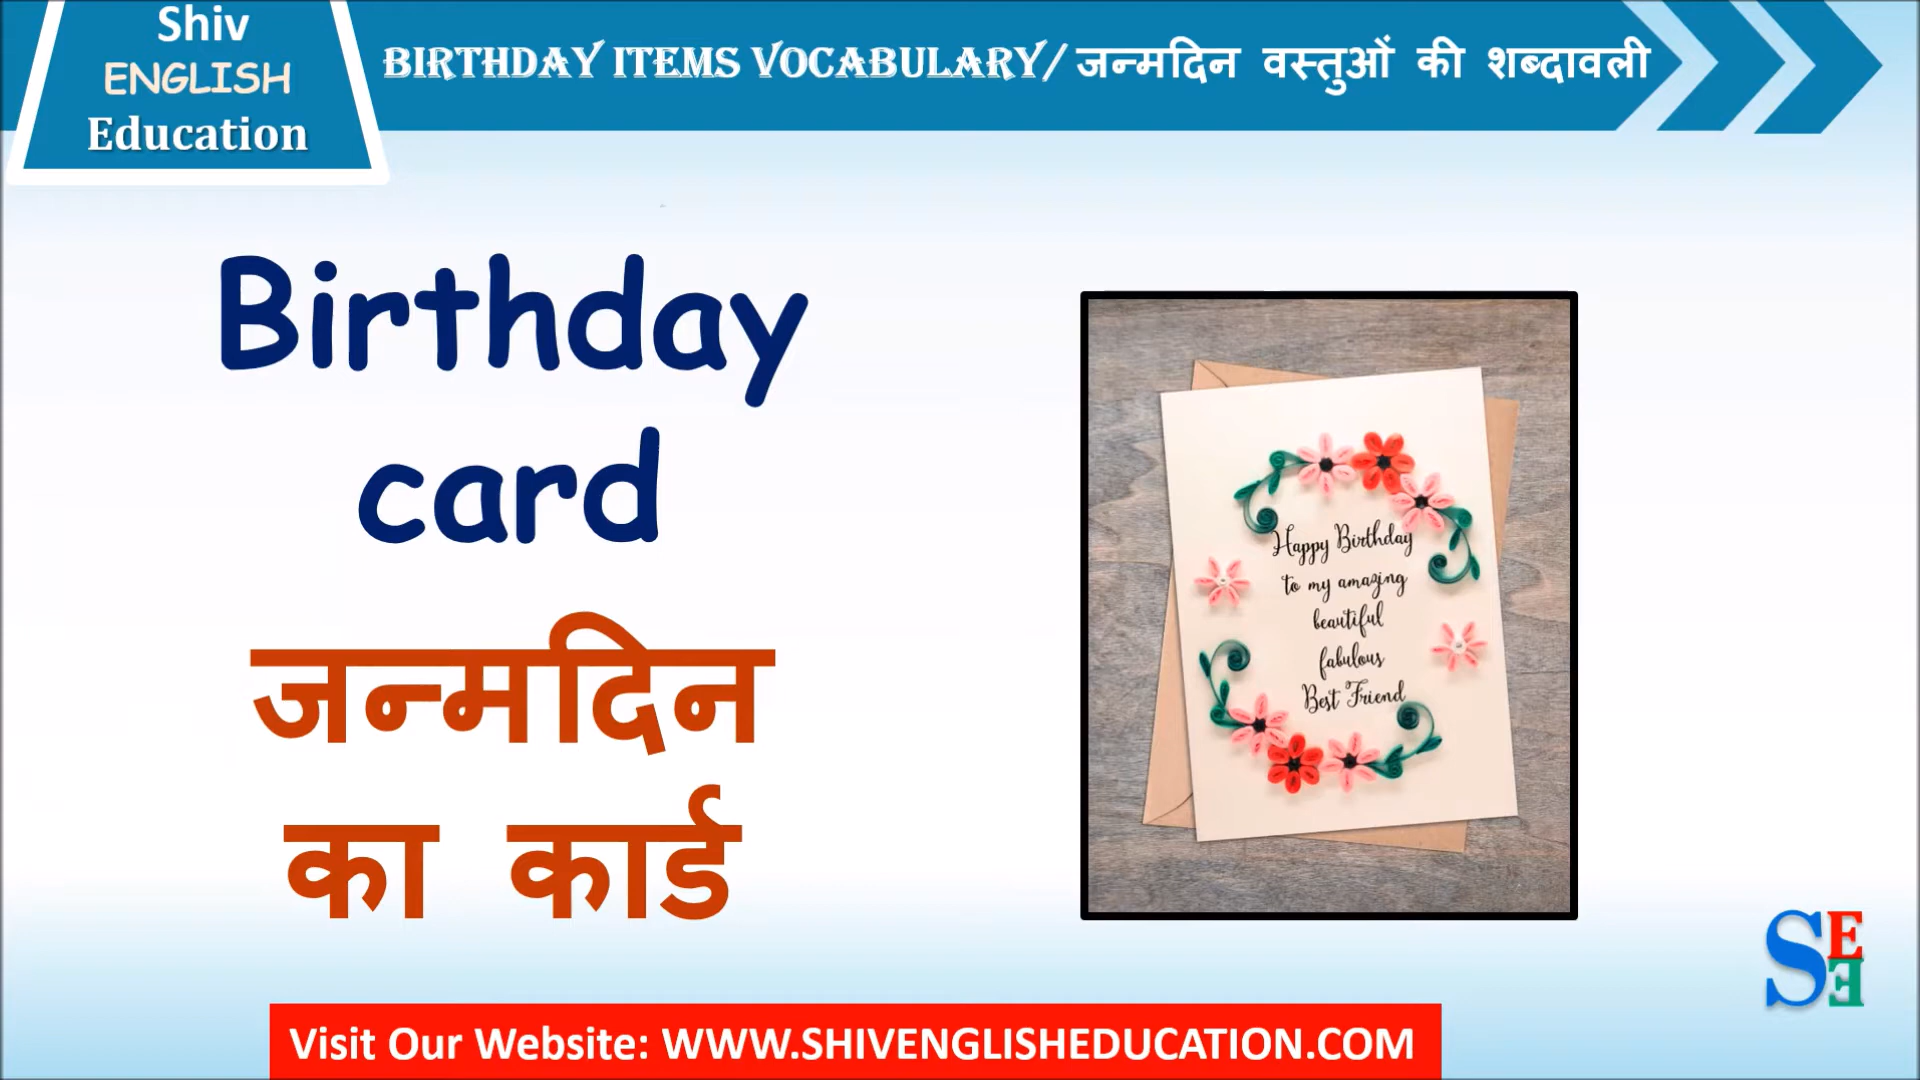 Shiv
ENGLISH
Education
BIRTHDAY ITEMS VOCABULARY/ जन्मदिन वस्तुओं की शब्दावली
Birthday
card
जन्मदिन
का कार्ड
Happy Birthday
to my amazing
beautiful
fabulous
Best Friend
SEE
Visit Our Website: WWW.SHIVENGLISHEDUCATION.COM